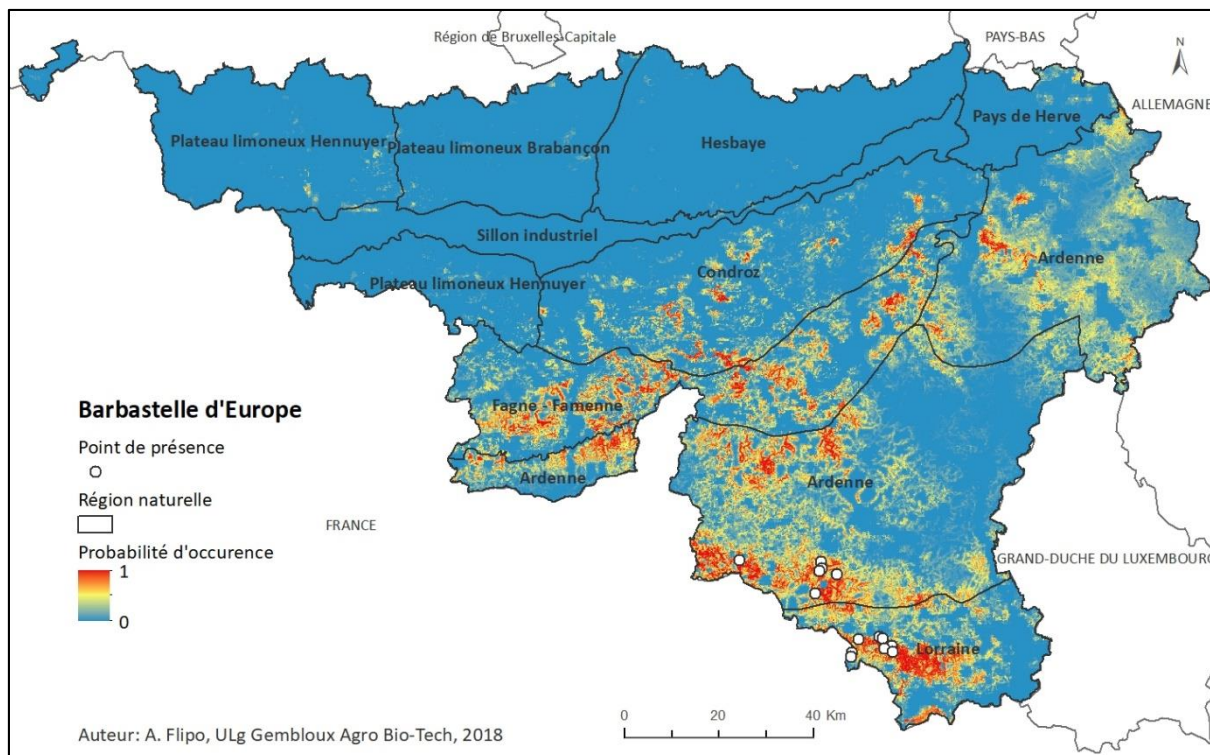 Région de Bruxelles-Capitale
PAYS-BAS
N
ALLEMAGNE
Plateau limoneux Hennuyer
Plateau limoneux Brabançon
Hesbaye
Pays de Herve
Sillon industriel
Plateau limoneux Hennuyer
Condroz
Ardenne
Fagne - Famenne
Ardenne
Ardenne
FRANCE
GRAND-DUCHE DU LUXEMBOURG
Lorraine
Barbastelle d'Europe
Point de présence
Région naturelle
Probabilité d'occurence
1
0
0 20 40 Km
Auteur: A. Flipo, ULg Gembloux Agro Bio-Tech, 2018